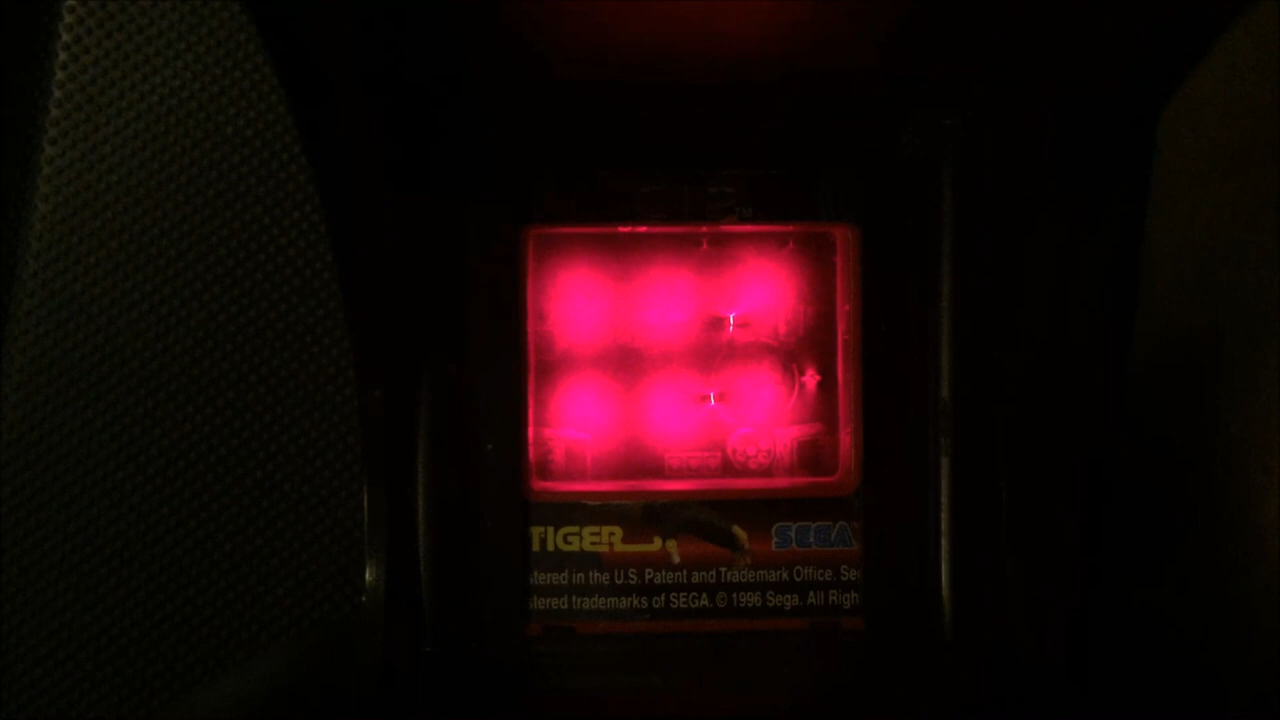 TIGER SEGA
stered in the U.S. Patent and Trademark Office. Se
stered trademarks of SEGA. © 1996 Sega. All Righ